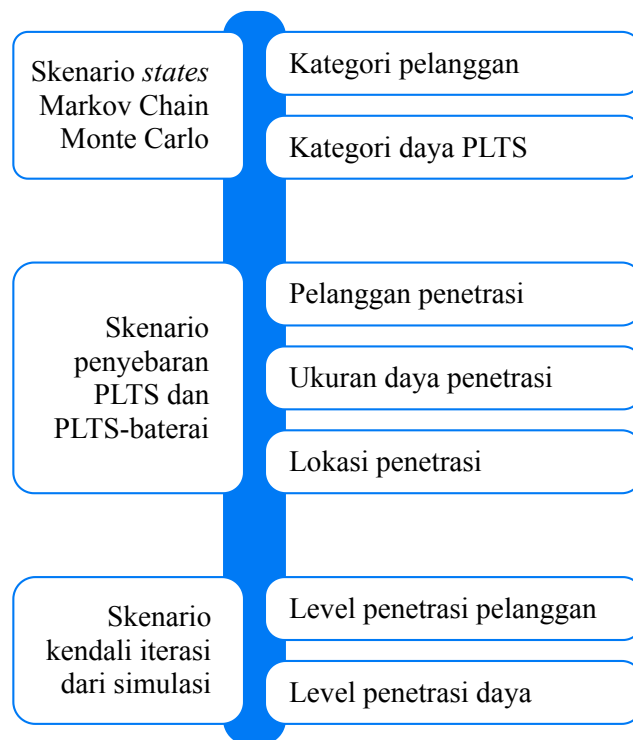 Skenario states
Markov Chain
Monte Carlo
Kategori pelanggan
Kategori daya PLTS
Skenario
penyebaran
PLTS dan
PLTS-baterai
Pelanggan penetrasi
Ukuran daya penetrasi
Lokasi penetrasi
Skenario
kendali iterasi
dari simulasi
Level penetrasi pelanggan
Level penetrasi daya